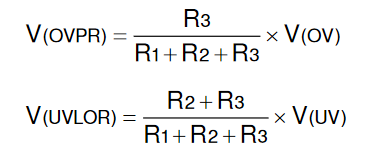 V(OVPR) = R3 / R1+R2+R3 × V(OV)
V(UVLOR) = R2+R3 / R1+R2+R3 × V(UV)